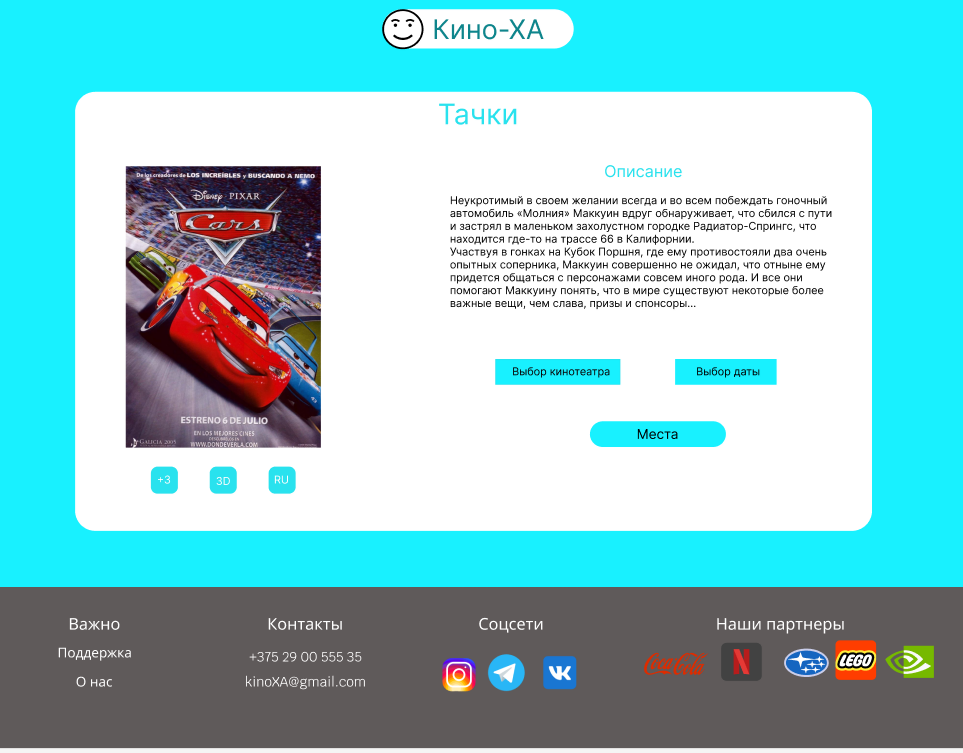 Кино-ХА
Тачки
De los creadores de LOS INCREÍBLES y BUSCANDO A NEMO
Disney PIXAR
Cars
ESTRENO 6 DE JULIO
EN LOS MEJORES CINES
WWW.DONDEVERLA.COM
GALICIA 2005
+3
3D
RU
Описание
Неукротимый в своем желании всегда и во всем побеждать гоночный
автомобиль «Молния» Маккуин вдруг обнаруживает, что сбился с пути
и застрял в маленьком захолустном городке Радиатор-Спрингс, что
находится где-то на трассе 66 в Калифорнии.
Участвуя в гонках на Кубок Поршня, где ему противостояли два очень
опытных соперника, Маккуин совершенно не ожидал, что отныне ему
придется общаться с персонажами совсем иного рода. И все они
помогают Маккуину понять, что в мире существуют некоторые более
важные вещи, чем слава, призы и спонсоры...
Выбор кинотеатра
Выбор даты
Места
Важно
Поддержка
О нас
Контакты
+375 29 00 555 35
kinoXA@gmail.com
Соцсети
Наши партнеры
Coca-Cola
N
LEGO